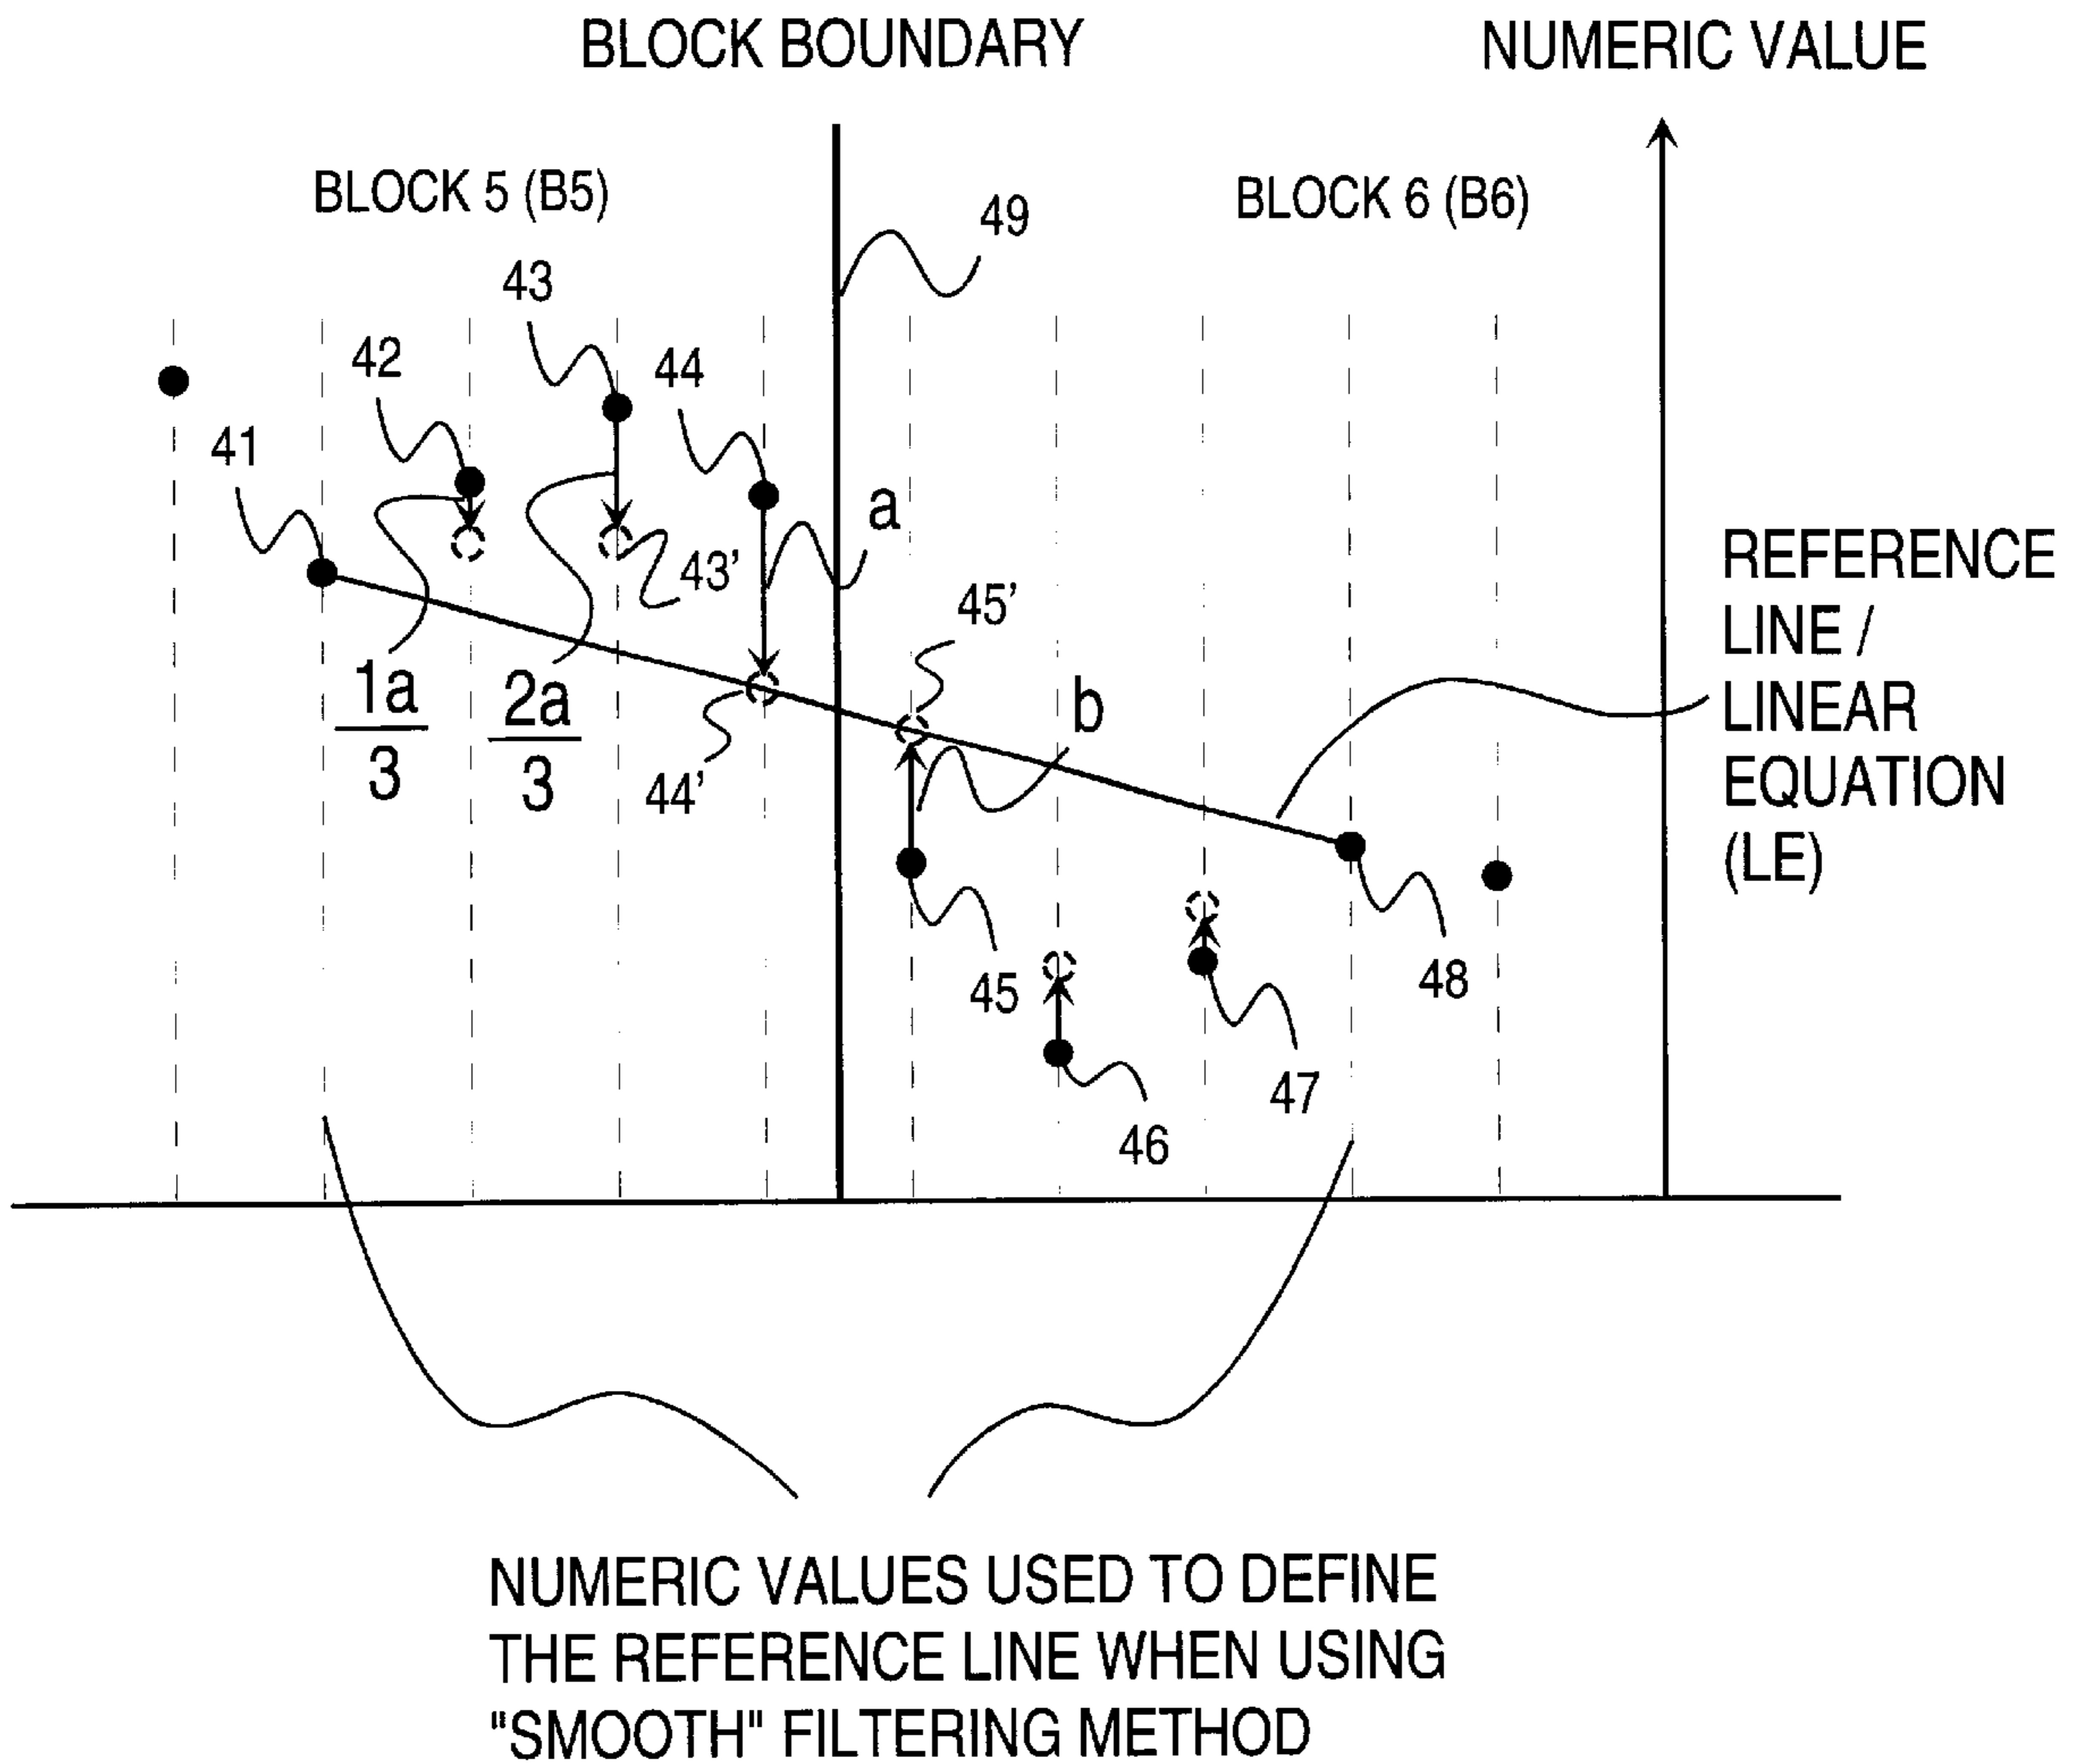 BLOCK BOUNDARY
NUMERIC VALUE
BLOCK 5 (B5)
BLOCK 6 (B6)
49
43
42
44
41
a
43'
45'
REFERENCE
LINE /
LINEAR
EQUATION
(LE)
1a
3
2a
3
b
44'
45
48
47
46
NUMERIC VALUES USED TO DEFINE
THE REFERENCE LINE WHEN USING
"SMOOTH" FILTERING METHOD